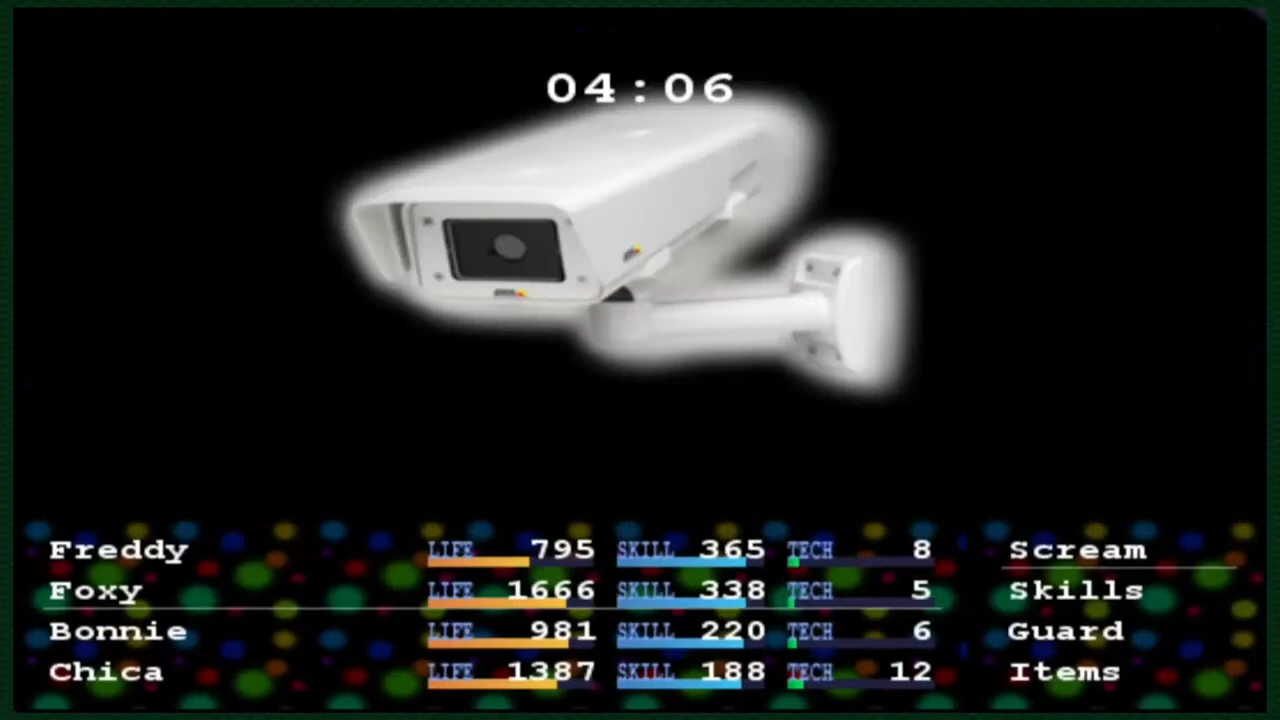 04:06
Freddy LIFE 795 SKILL 365 TECH 8 Scream
Foxy LIFE 1666 SKILL 338 TECH 5 Skills
Bonnie LIFE 981 SKILL 220 TECH 6 Guard
Chica LIFE 1387 SKILL 188 TECH 12 Items